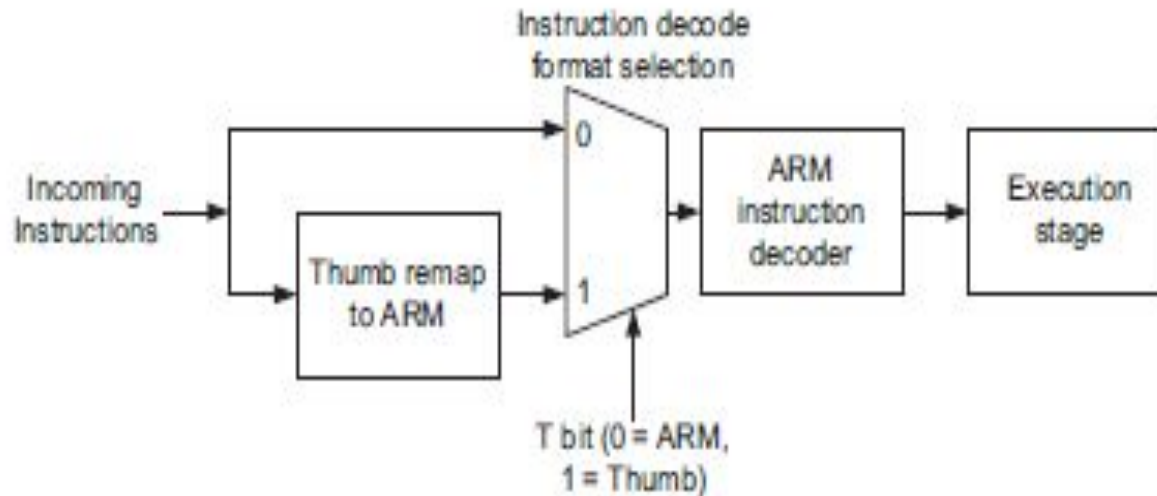 Instruction decode
format selection
0
Incoming
Instructions
Thumb remap
to ARM
1
ARM
instruction
decoder
Execution
stage
T bit (0 = ARM,
1 = Thumb)